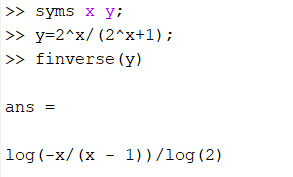 >> syms x y;
>> y=2^x/(2^x+1);
>> finverse(y)
ans =
log(-x/(x - 1))/log(2)